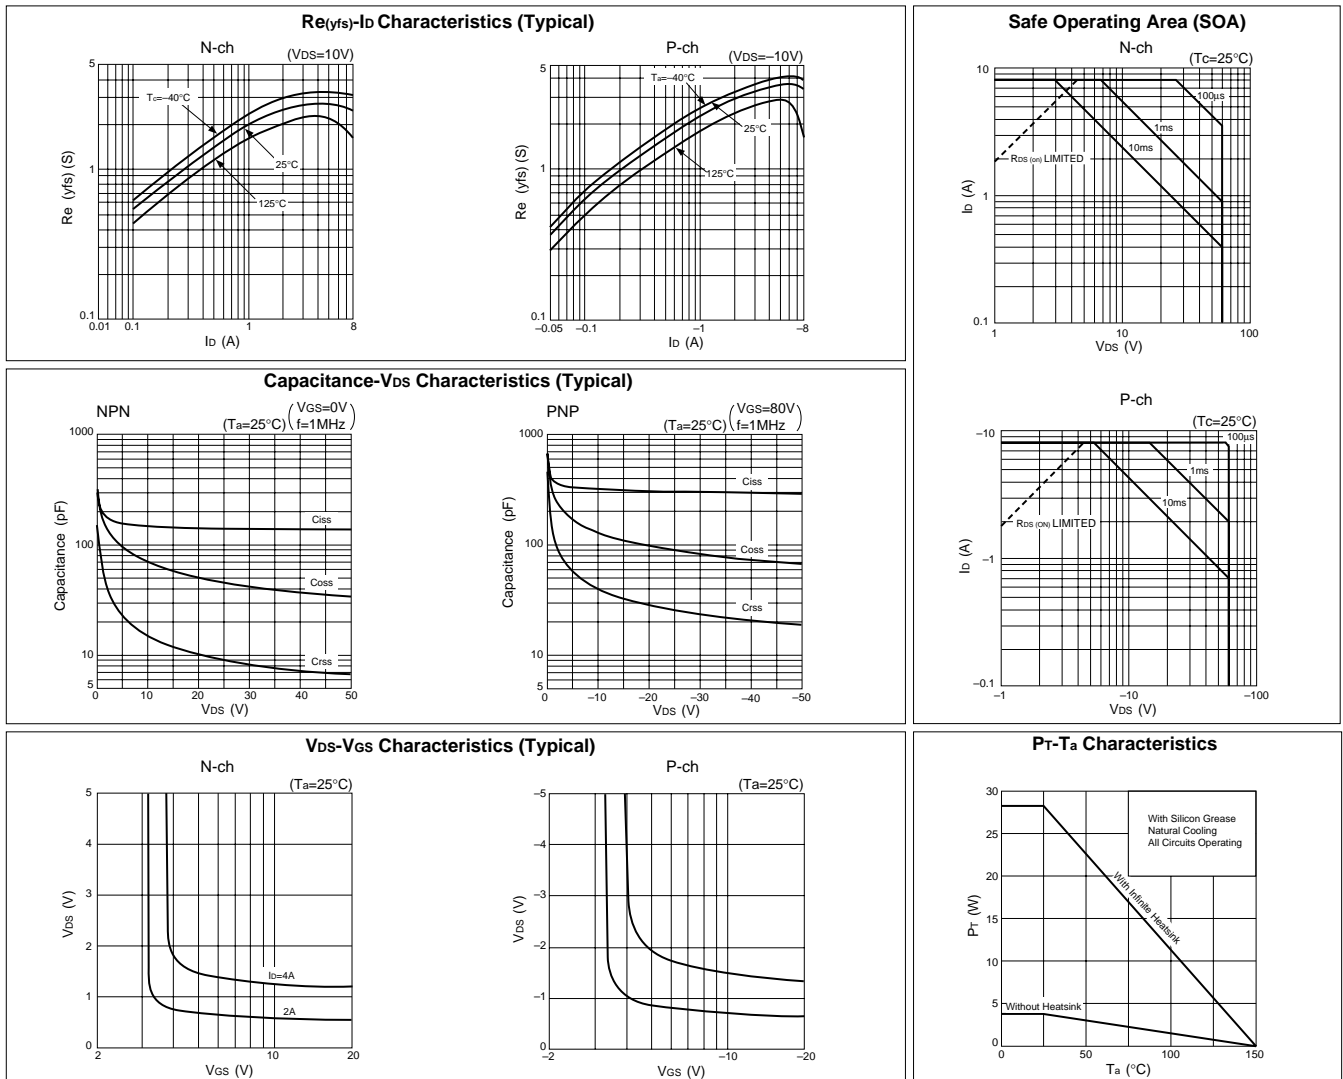 Re(yfs)-ID Characteristics (Typical)
N-ch
(VDS=10V)
5
1
0.1
0.01
0.1
1
8
Re (yfs) (S)
ID (A)
Tc=–40°C
25°C
125°C
P-ch
(VDS=–10V)
5
1
0.1
–0.05
–0.1
–1
–8
Re (yfs) (S)
ID (A)
Ta=–40°C
25°C
125°C
Safe Operating Area (SOA)
N-ch
(Tc=25°C)
10
1
0.1
1
10
100
ID (A)
VDS (V)
100µs
1ms
10ms
RDS (on) LIMITED
P-ch
(Tc=25°C)
–10
–1
–0.1
–1
–10
–100
ID (A)
VDS (V)
100µs
1ms
10ms
RDS (ON) LIMITED
Capacitance-VDS Characteristics (Typical)
NPN
(Ta=25°C)
VGS=0V
f=1MHz
1000
100
10
5
0
10
20
30
40
50
Capacitance (pF)
VDS (V)
Ciss
Coss
Crss
PNP
(Ta=25°C)
VGS=80V
f=1MHz
1000
100
10
5
0
–10
–20
–30
–40
–50
Capacitance (pF)
VDS (V)
Ciss
Coss
Crss
VDS-VGS Characteristics (Typical)
N-ch
(Ta=25°C)
5
4
3
2
1
0
2
10
20
VDS (V)
VGS (V)
ID=4A
2A
P-ch
(Ta=25°C)
–5
–4
–3
–2
–1
0
–2
–10
–20
VDS (V)
VGS (V)
PT-Ta Characteristics
30
25
20
15
10
5
0
0
50
100
150
PT (W)
Ta (°C)
With Silicon Grease
Natural Cooling
All Circuits Operating
With Infinite Heatsink
Without Heatsink